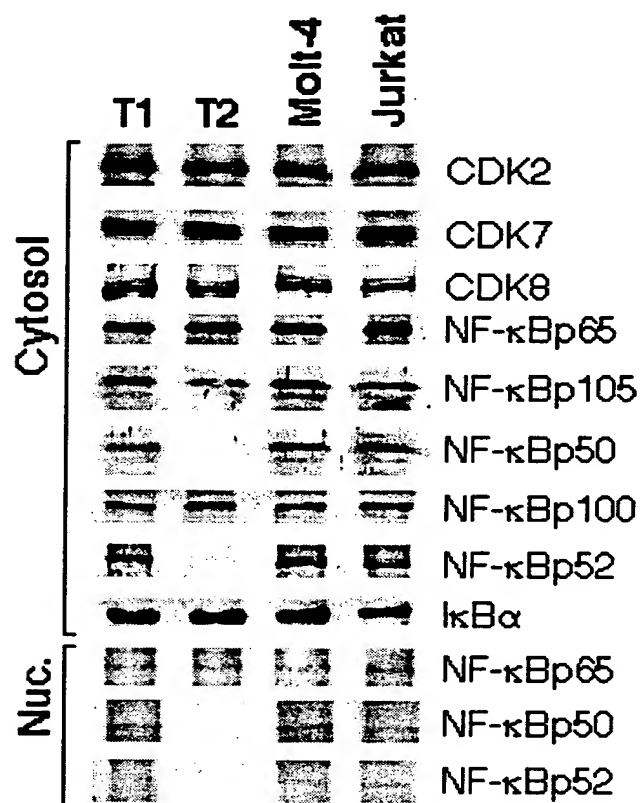 T1 T2 Molt-4 Jurkat
Cytosol
CDK2
CDK7
CDK8
NF-κBp65
NF-κBp105
NF-κBp50
NF-κBp100
NF-κBp52
IκBα
Nuc.
NF-κBp65
NF-κBp50
NF-κBp52